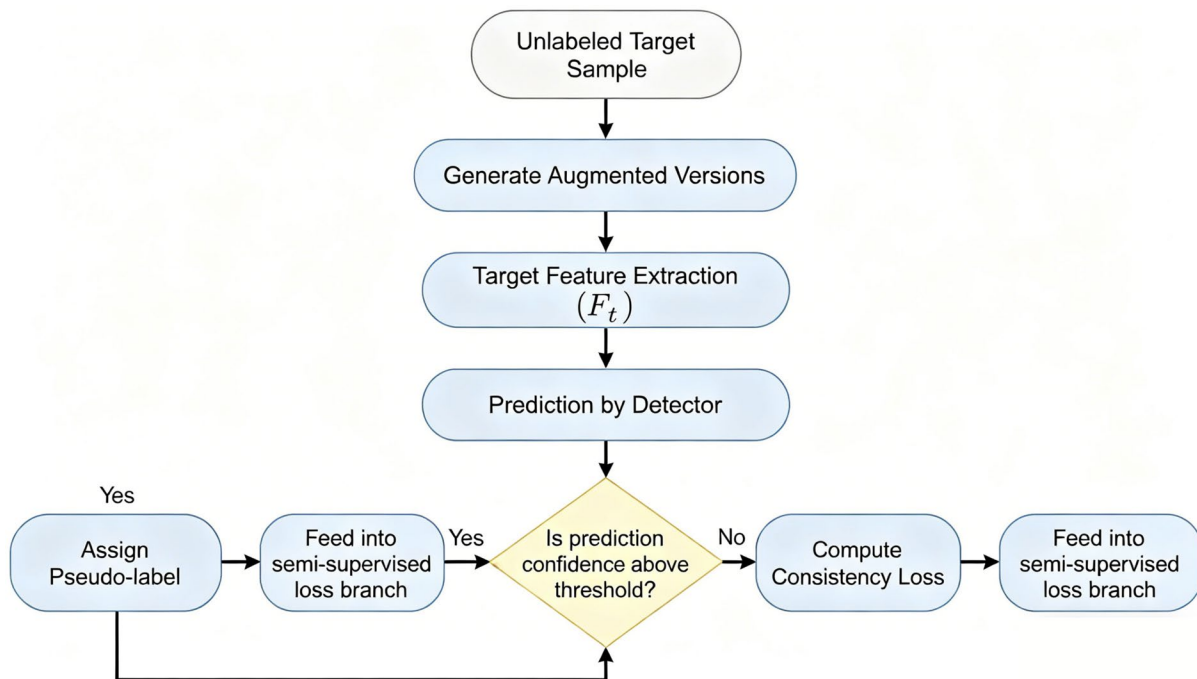 Unlabeled Target
Sample
Generate Augmented Versions
Target Feature Extraction
(F_t)
Prediction by Detector
Yes
Assign
Pseudo-label
Feed into
semi-supervised
loss branch
Yes
Is prediction
confidence above
threshold?
No
Compute
Consistency Loss
Feed into
semi-supervised
loss branch